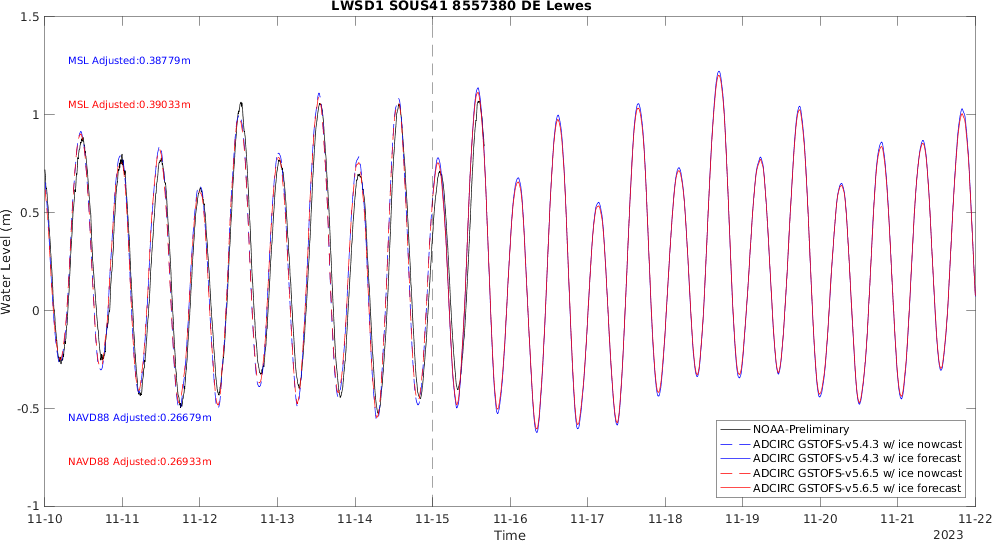 LWSD1 SOUS41 8557380 DE Lewes
1.5
1
0.5
0
-0.5
-1
Water Level (m)
MSL Adjusted:0.38779m
MSL Adjusted:0.39033m
NAVD88 Adjusted:0.26679m
NAVD88 Adjusted:0.26933m
NOAA-Preliminary
ADCIRC GSTOFS-v5.4.3 w/ ice nowcast
ADCIRC GSTOFS-v5.4.3 w/ ice forecast
ADCIRC GSTOFS-v5.6.5 w/ ice nowcast
ADCIRC GSTOFS-v5.6.5 w/ ice forecast
11-10 11-11 11-12 11-13 11-14 11-15 11-16 11-17 11-18 11-19 11-20 11-21 11-22
Time 2023